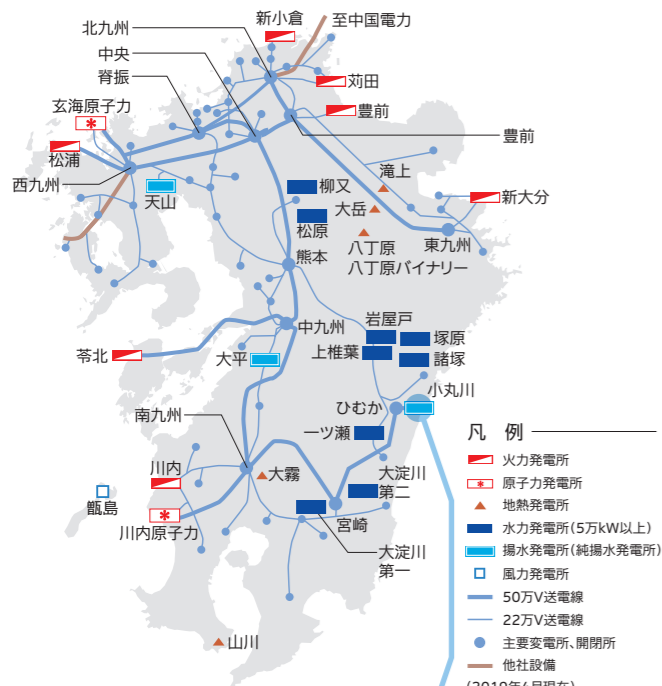 新小倉
至中国電力
北九州
中央
脊振
苅田
豊前
玄海原子力
豊前
松浦
滝上
西九州
柳又
新大分
天山
大岳
松原
八丁原
八丁原バイナリー
東九州
熊本
岩屋戸
中九州
塚原
苓北
大平
上椎葉
諸塚
小丸川
ひむか
南九州
一ツ瀬
川内
大霧
大淀川
第二
甑島
川内原子力
宮崎
大淀川
第一
山川
凡 例
火力発電所
原子力発電所
地熱発電所
水力発電所(5万kW以上)
揚水発電所(純揚水発電所)
風力発電所
50万V送電線
22万V送電線
主要変電所、開閉所
他社設備